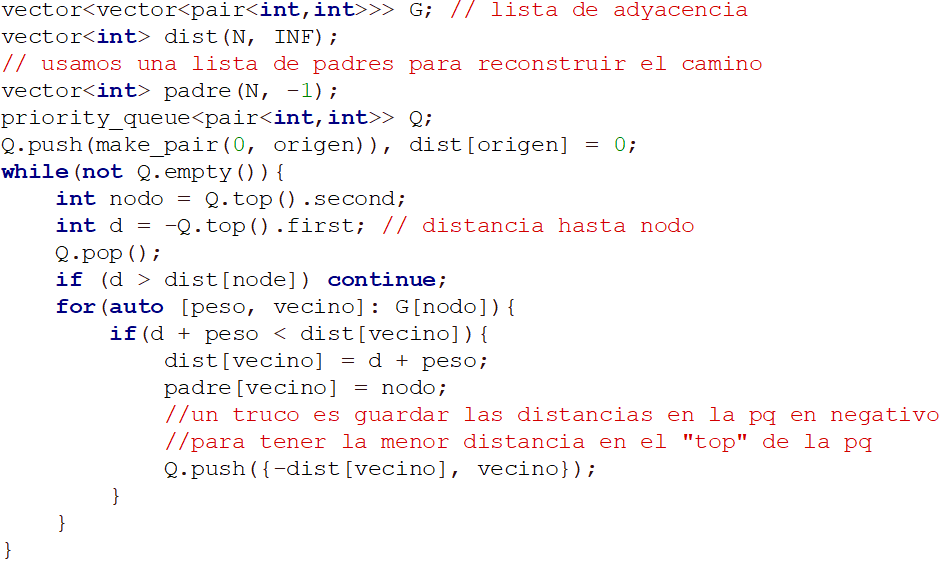 vector<vector<pair<int,int>>> G; // lista de adyacencia
vector<int> dist(N, INF);
// usamos una lista de padres para reconstruir el camino
vector<int> padre(N, -1);
priority_queue<pair<int,int>> Q;
Q.push(make_pair(0, origen)), dist[origen] = 0;
while(not Q.empty()){
    int nodo = Q.top().second;
    int d = -Q.top().first; // distancia hasta nodo
    Q.pop();
    if (d > dist[node]) continue;
    for(auto [peso, vecino]: G[nodo]){
        if(d + peso < dist[vecino]){
            dist[vecino] = d + peso;
            padre[vecino] = nodo;
            //un truco es guardar las distancias en la pq en negativo
            //para tener la menor distancia en el "top" de la pq
            Q.push({-dist[vecino], vecino});
        }
    }
}